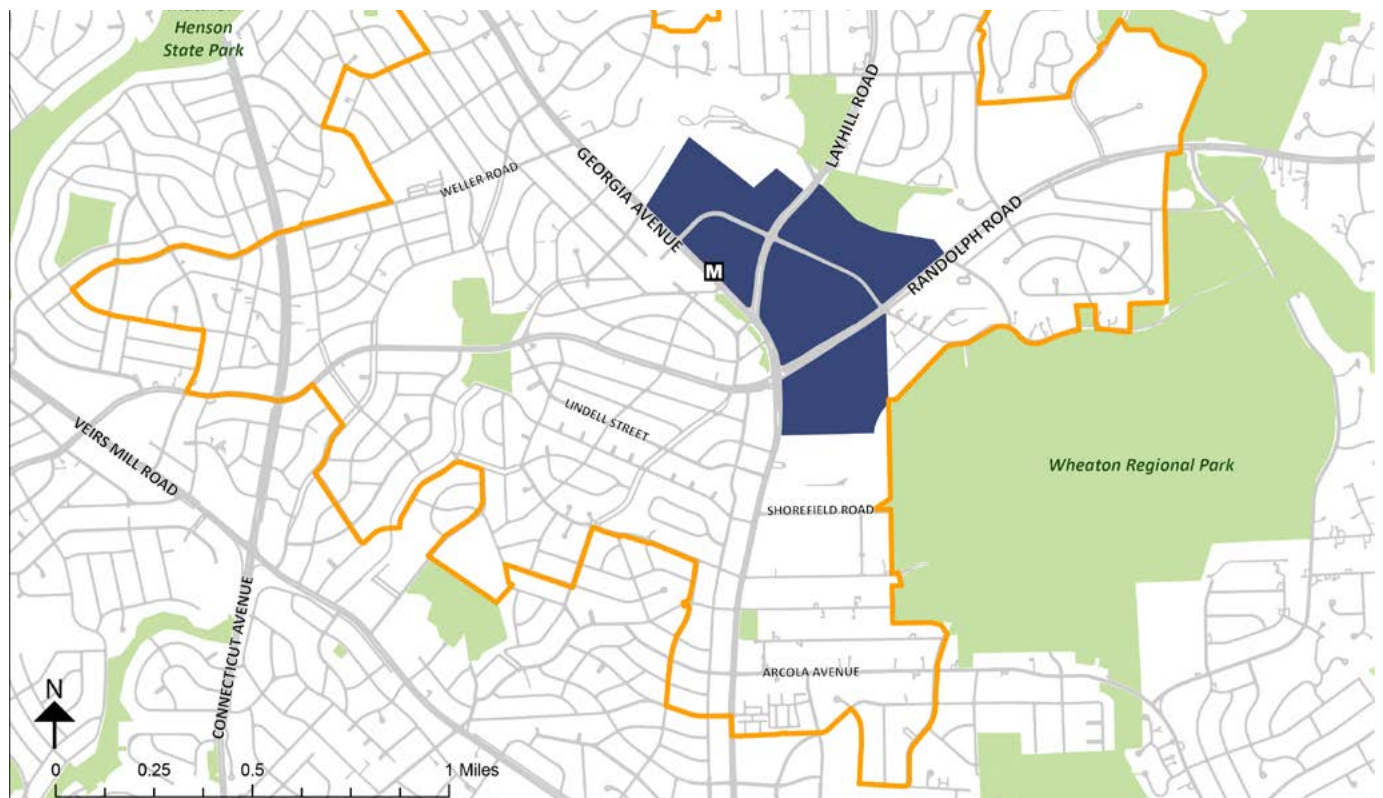 Henson
State Park
LAYHILL ROAD
GEORGIA AVENUE
WELLER ROAD
RANDOLPH ROAD
M
LINDELL STREET
VEIRS MILL ROAD
Wheaton Regional Park
SHOREFIELD ROAD
CONNECTICUT AVENUE
ARCOLA AVENUE
N
0 0.25 0.5 1 Miles